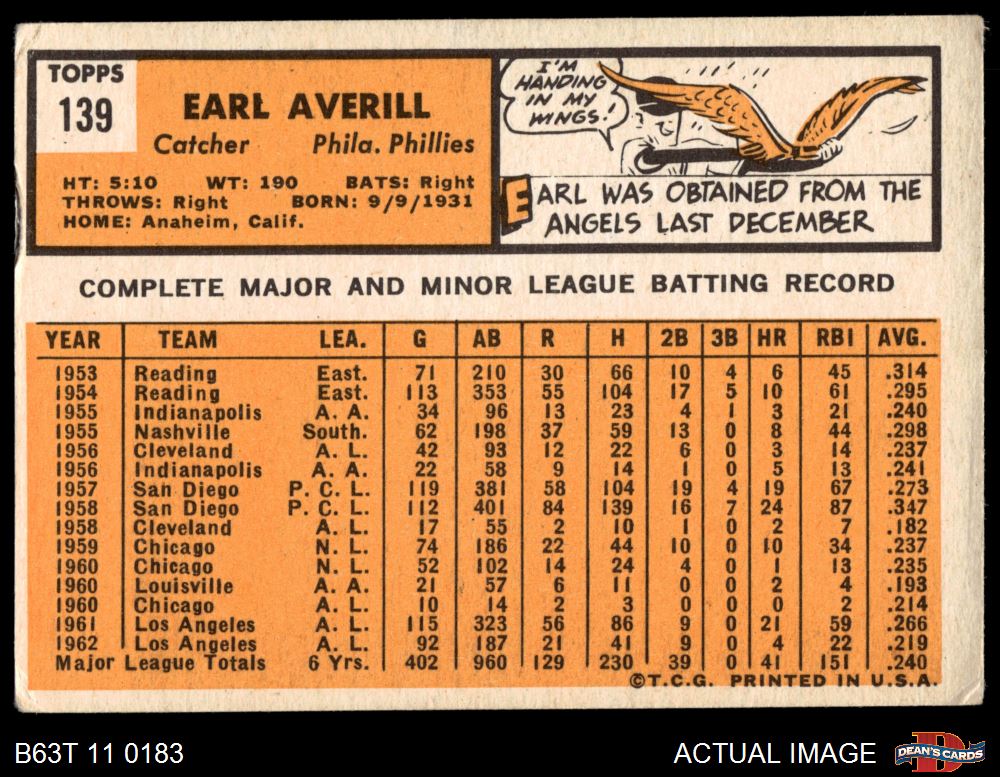 TOPPS
139
EARL AVERILL
Catcher Phila. Phillies
HT: 5:10 WT: 190 BATS: Right
THROWS: Right BORN: 9/9/1931
HOME: Anaheim, Calif.
I'M
HANDING
IN MY
WINGS!
EARL WAS OBTAINED FROM THE
ANGELS LAST DECEMBER
COMPLETE MAJOR AND MINOR LEAGUE BATTING RECORD
YEAR TEAM LEA. G AB R H 2B 3B HR RBI AVG.
1953 Reading East. 71 210 30 66 10 4 6 45 .314
1954 Reading East. 113 353 55 104 17 5 10 61 .295
1955 Indianapolis A. A. 34 96 13 23 4 1 3 21 .240
1955 Nashville South. 62 198 37 59 13 0 8 44 .298
1956 Cleveland A. L. 42 93 12 22 6 0 3 14 .237
1956 Indianapolis A. A. 22 58 9 14 1 0 5 13 .241
1957 San Diego P. C. L. 119 381 58 104 19 4 19 67 .273
1958 San Diego P. C. L. 112 401 84 139 16 7 24 87 .347
1958 Cleveland A. L. 17 55 2 10 1 0 2 7 .182
1959 Chicago N. L. 74 186 22 44 10 0 10 34 .237
1960 Chicago N. L. 52 102 14 24 4 0 1 13 .235
1960 Louisville A. A. 21 57 6 11 0 0 2 4 .193
1960 Chicago A. L. 10 14 2 3 0 0 0 2 .214
1961 Los Angeles A. L. 115 323 56 86 9 0 21 59 .266
1962 Los Angeles A. L. 92 187 21 41 9 0 4 22 .219
Major League Totals 6 Yrs. 402 960 129 230 39 0 41 151 .240
©T.C.G. PRINTED IN U.S.A.
B63T 11 0183 ACTUAL IMAGE DEAN'S CARDS